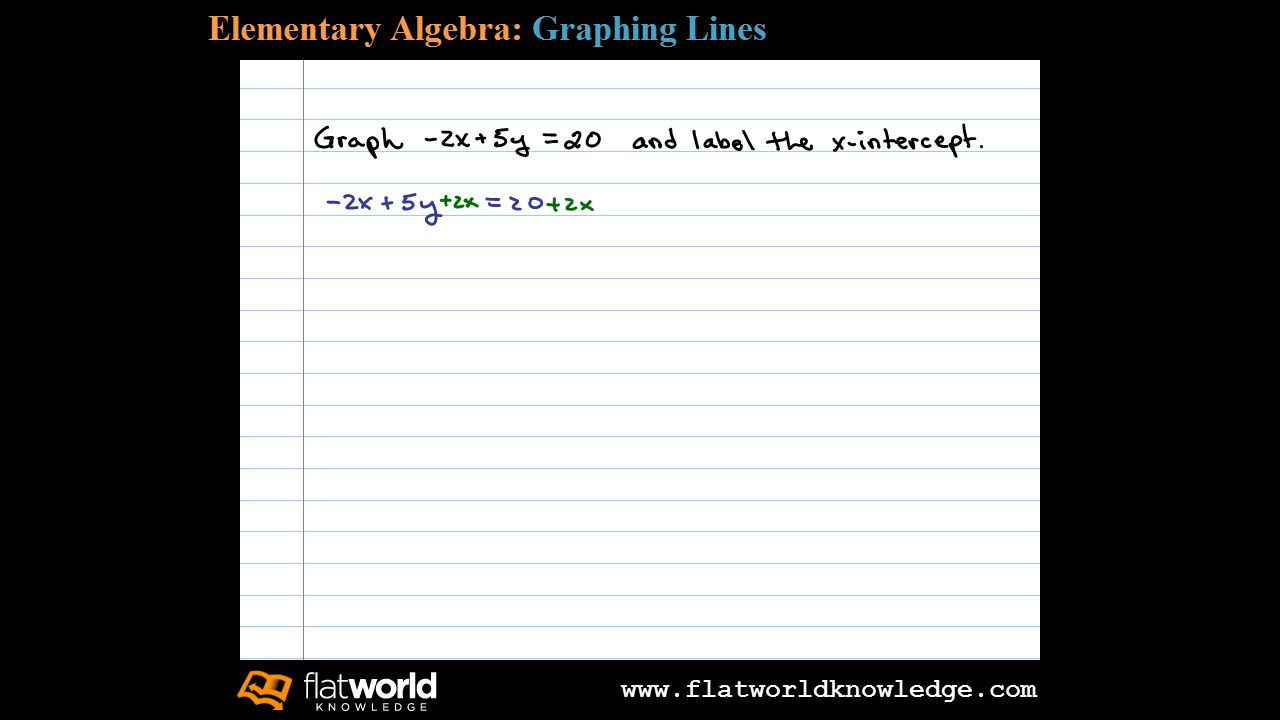 Elementary Algebra: Graphing Lines
Graph -2x + 5y = 20 and label the x-intercept.
-2x + 5y +2x = 20 +2x
flatworld
KNOWLEDGE
www.flatworldknowledge.com